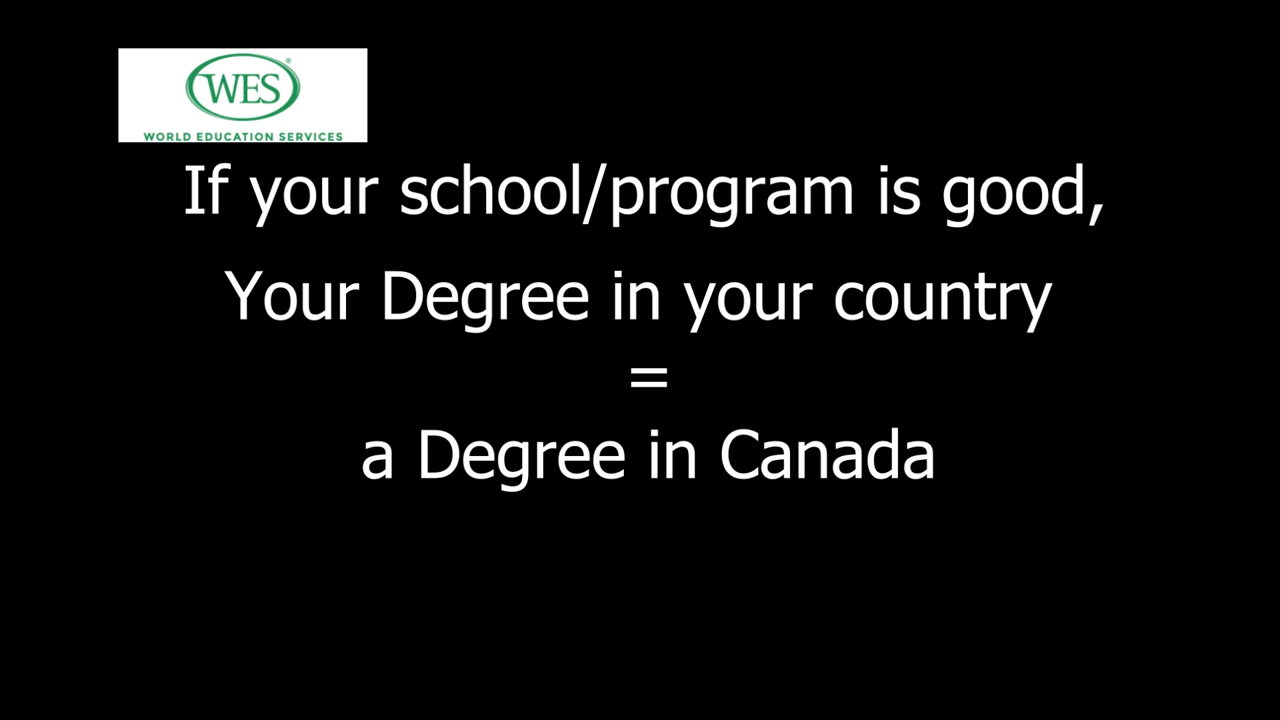 WES
WORLD EDUCATION SERVICES
If your school/program is good,
Your Degree in your country
=
a Degree in Canada